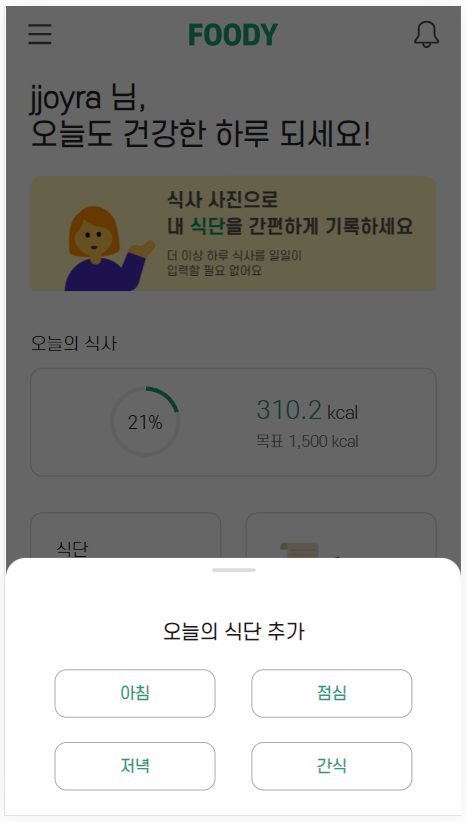 FOODY
jjoyra 님,
오늘도 건강한 하루 되세요!
식사 사진으로
내 식단을 간편하게 기록하세요
더 이상 하루 식사를 일일이
입력할 필요 없어요
오늘의 식사
21%
310.2 kcal
목표 1,500 kcal
식단
오늘의 식단 추가
아침
점심
저녁
간식